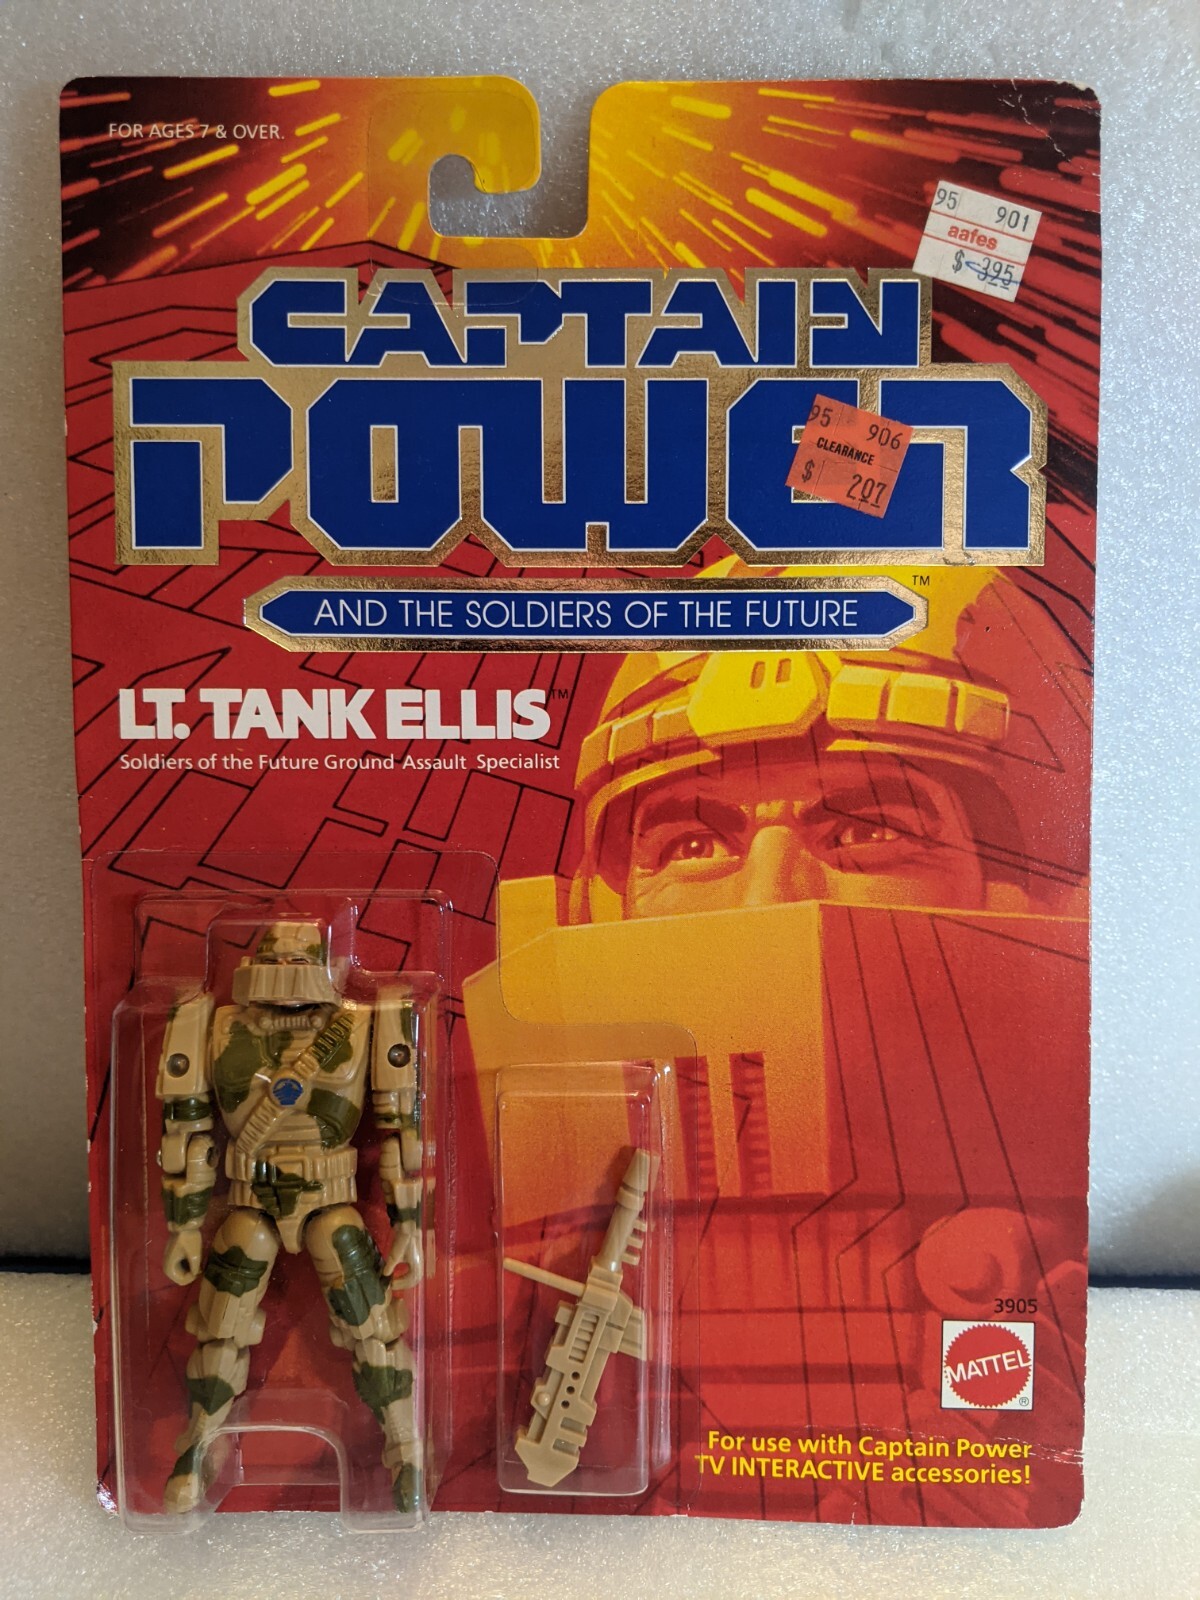 FOR AGES 7 & OVER.
95 901
aafes
$ 395
CAPTAIN
POWER
95 906
CLEARANCE
$ 207
TM
AND THE SOLDIERS OF THE FUTURE
LT. TANK ELLIS TM
Soldiers of the Future Ground Assault Specialist
3905
MATTEL
®
For use with Captain Power
TV INTERACTIVE accessories!